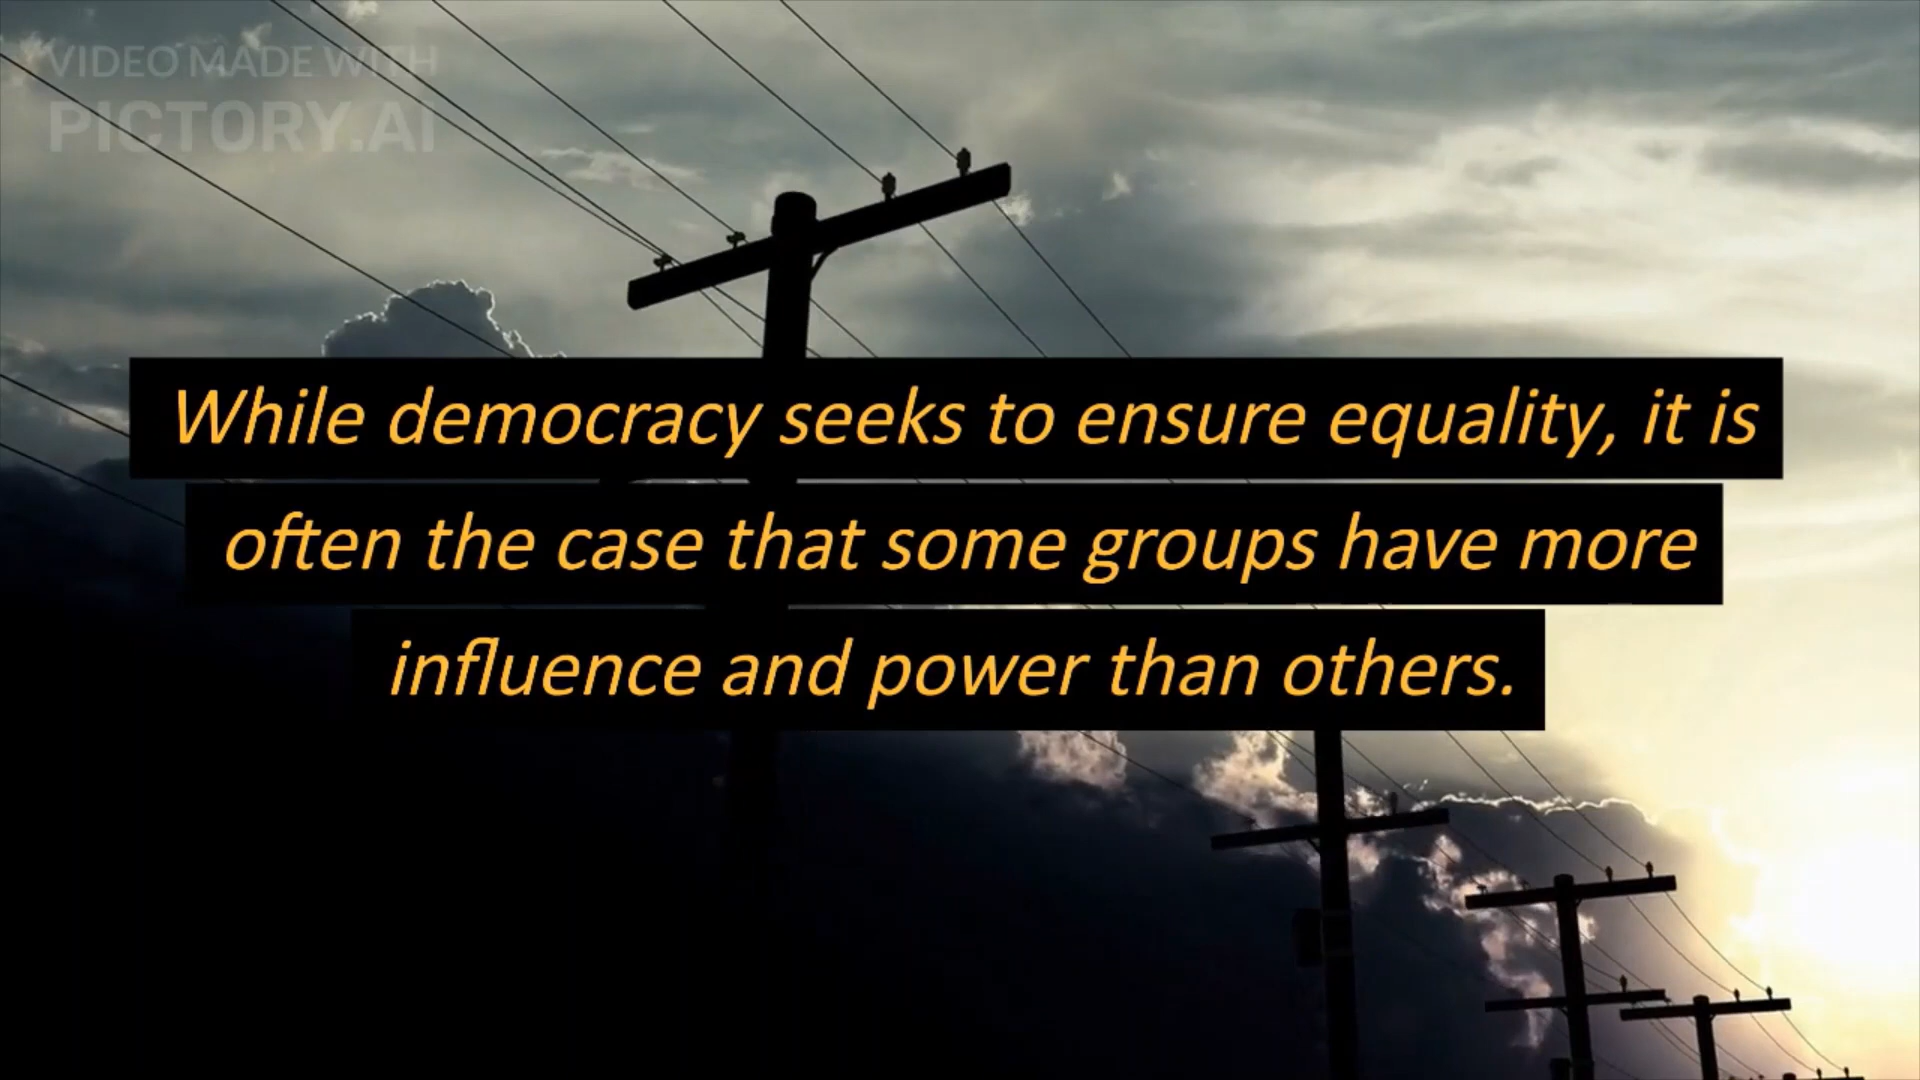 VIDEO MADE WITH
PICTORY.AI
While democracy seeks to ensure equality, it is
often the case that some groups have more
influence and power than others.